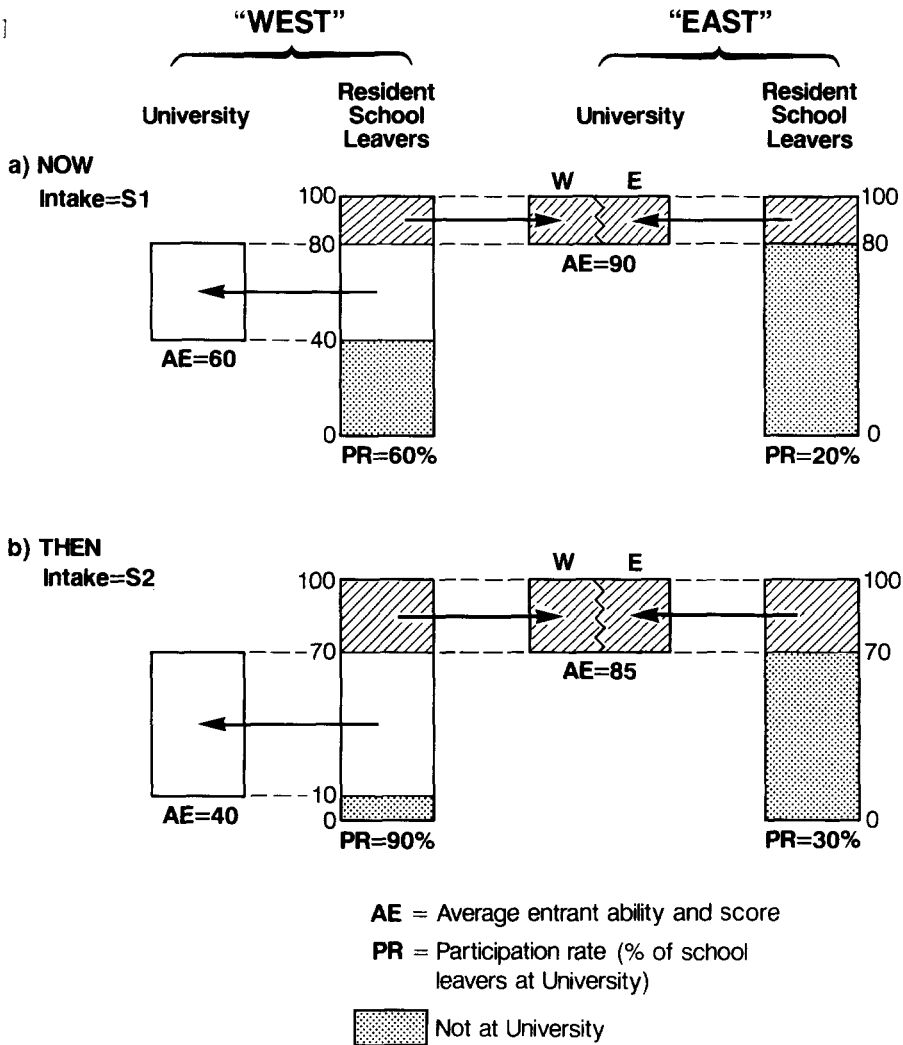 "WEST" "EAST"
University Resident School Leavers University Resident School Leavers
a) NOW
Intake=S1
W E
100 100
80 80
AE=90
40
AE=60
0 0
PR=60% PR=20%
b) THEN
Intake=S2
W E
100 100
70 70
AE=85
10
AE=40
0 0
PR=90% PR=30%
AE = Average entrant ability and score
PR = Participation rate (% of school
leavers at University)
Not at University